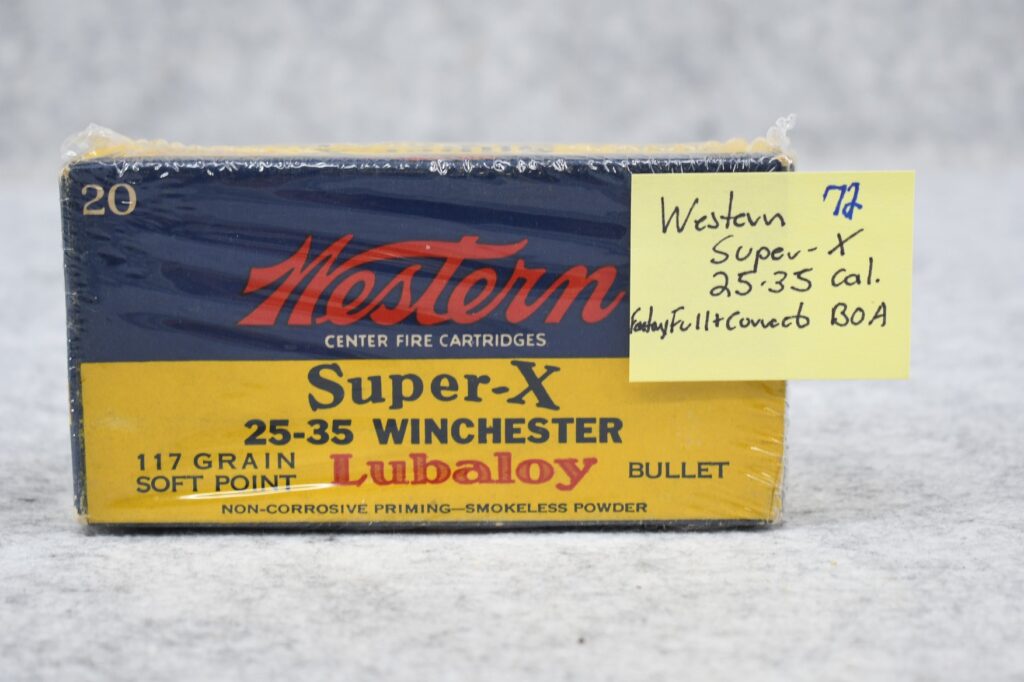 20
Western
CENTER FIRE CARTRIDGES
Super-X
25-35 WINCHESTER
117 GRAIN
SOFT POINT
Lubaloy
BULLET
NON-CORROSIVE PRIMING—SMOKELESS POWDER
Western 72
Super-X
25-35 Cal.
Factory Full + Correct BOA